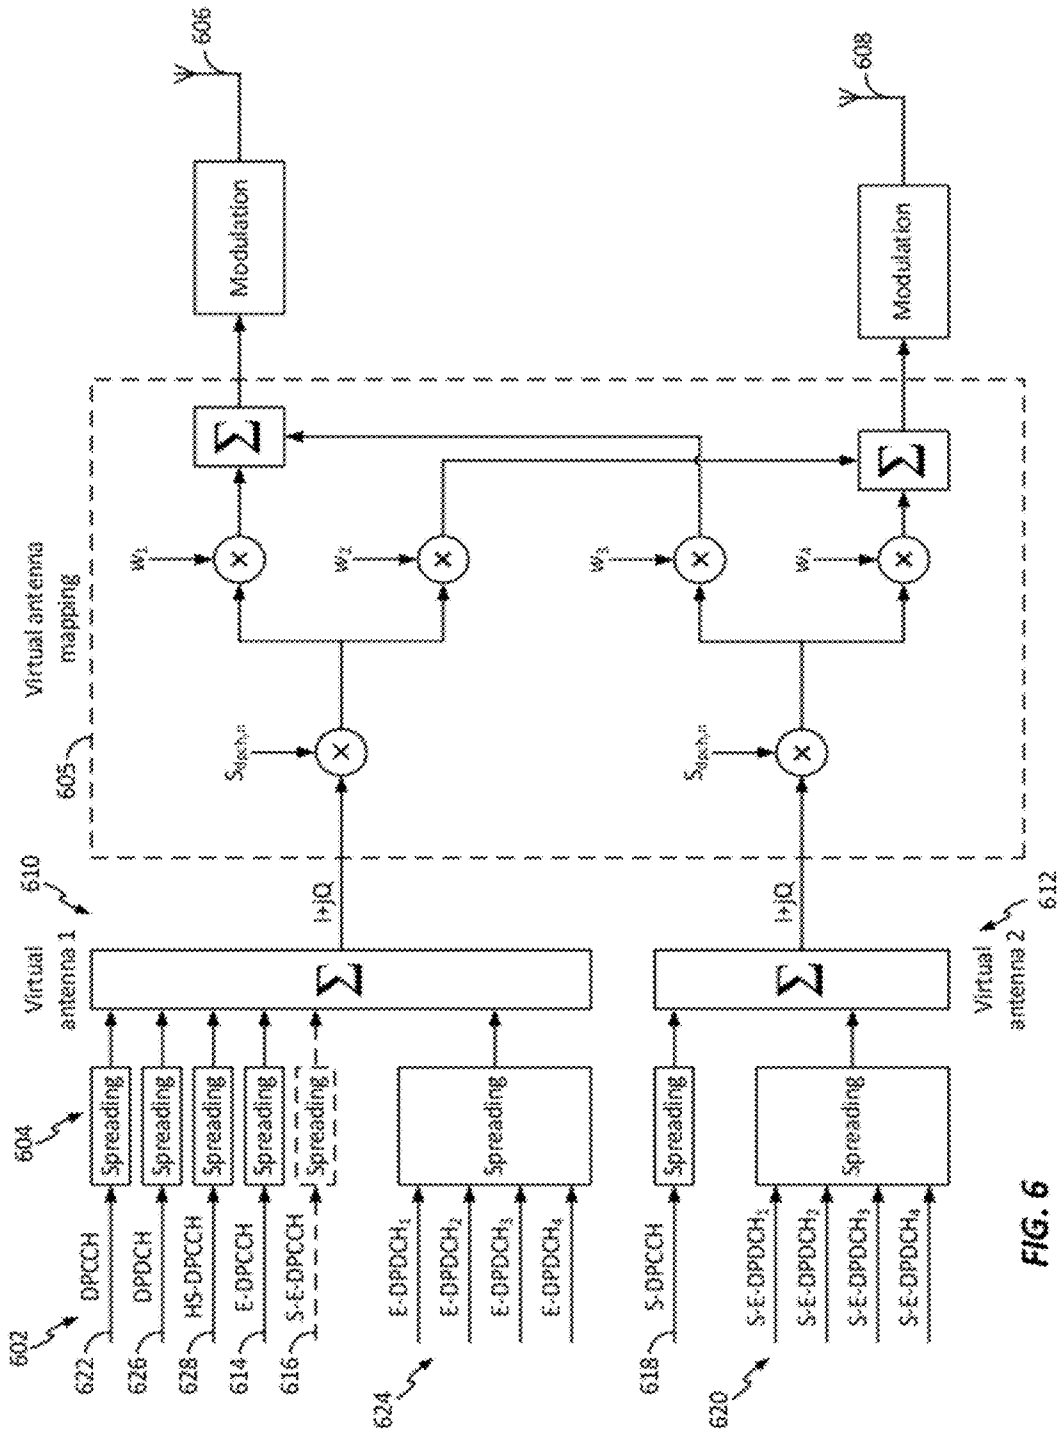 602
622 DPCCH
626 DPDCH
628 HS-DPCCH
614 E-DPCCH
616 S-E-DPCCH
624
E-DPDCH₁
E-DPDCH₂
E-DPDCH₃
E-DPDCH₄
618 S-DPCCH
620
S-E-DPDCH₁
S-E-DPDCH₂
S-E-DPDCH₃
S-E-DPDCH₄
604
Spreading
Spreading
Spreading
Spreading
Spreading
Spreading
Spreading
Spreading
Virtual
antenna 1
610
Σ
I+jQ
Σ
I+jQ
Virtual
antenna 2
612
605
Virtual antenna
mapping
Sdpch,n
×
Sdpch,n
×
w₁
×
w₂
×
w₃
×
w₄
×
Σ
Σ
Modulation
606
Modulation
608
FIG. 6